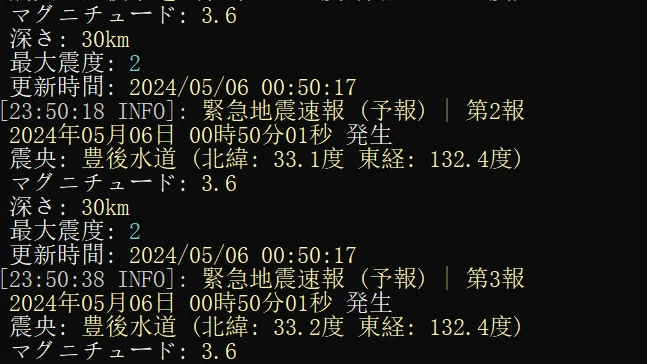 マグニチュード: 3.6
深さ: 30km
最大震度: 2
更新時間: 2024/05/06 00:50:17
[23:50:18 INFO]: 緊急地震速報 (予報) | 第2報
2024年05月06日 00時50分01秒 発生
震央: 豊後水道 (北緯: 33.1度 東経: 132.4度)
マグニチュード: 3.6
深さ: 30km
最大震度: 2
更新時間: 2024/05/06 00:50:17
[23:50:38 INFO]: 緊急地震速報 (予報) | 第3報
2024年05月06日 00時50分01秒 発生
震央: 豊後水道 (北緯: 33.2度 東経: 132.4度)
マグニチュード: 3.6